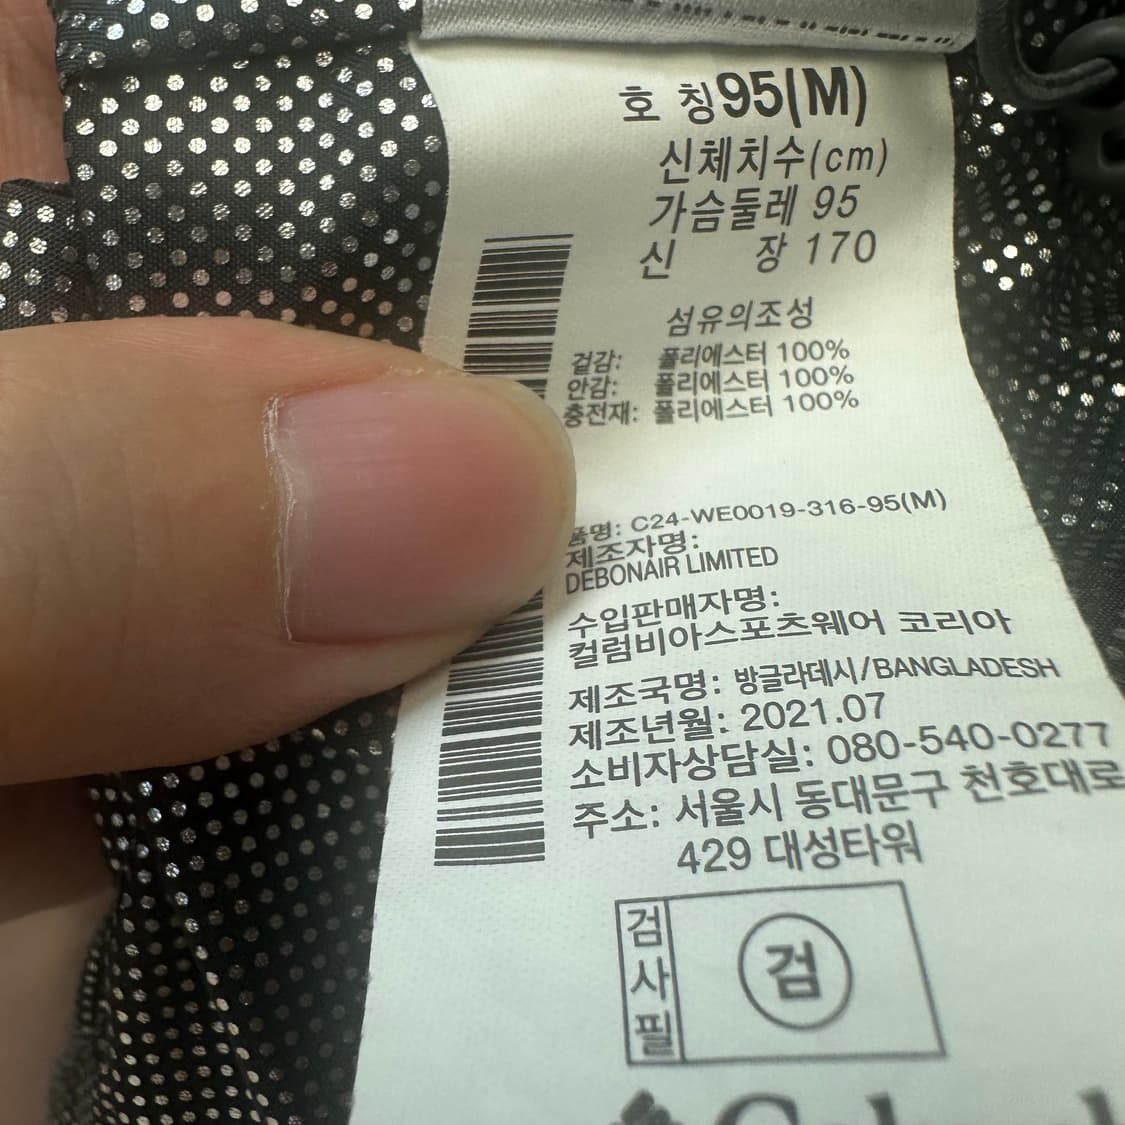 호 칭 95(M)
신체치수(cm)
가슴둘레 95
신 장 170
섬유의조성
겉감: 폴리에스터 100%
안감: 폴리에스터 100%
충전재: 폴리에스터 100%
품명: C24-WE0019-316-95(M)
제조자명:
DEBONAIR LIMITED
수입판매자명:
컬럼비아스포츠웨어 코리아
제조국명: 방글라데시/BANGLADESH
제조년월: 2021.07
소비자상담실: 080-540-0277
주소: 서울시 동대문구 천호대로
429 대성타워
검사필
검